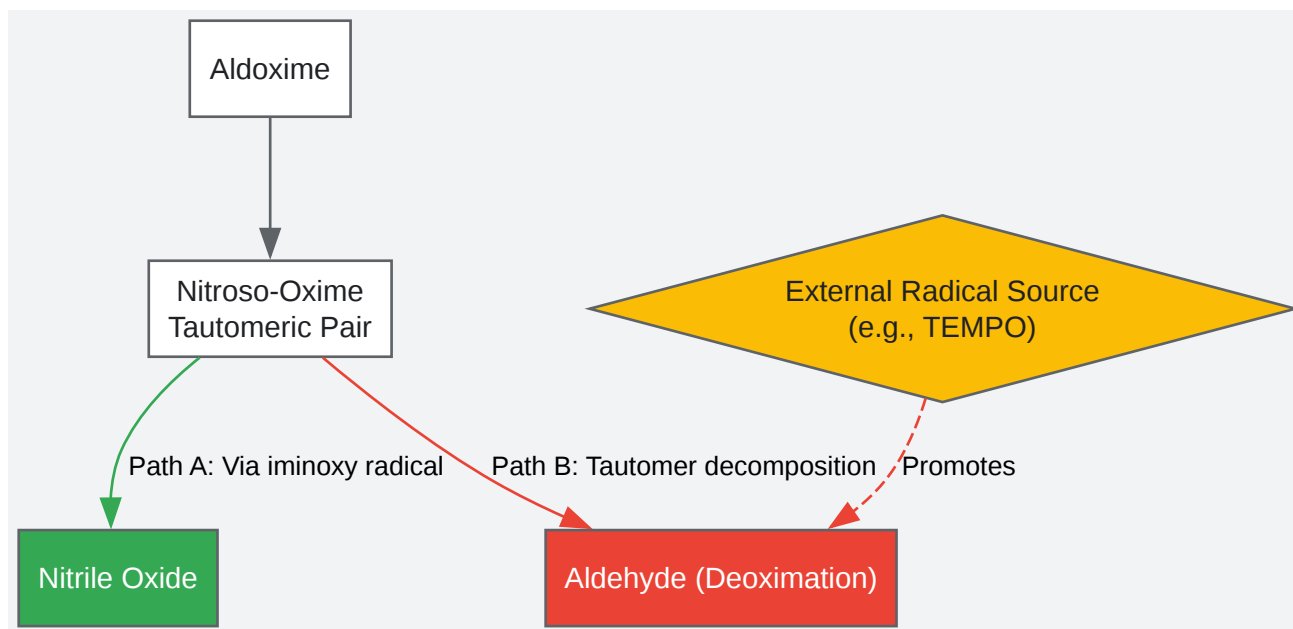 Aldoxime
Nitroso-Oxime
Tautomeric Pair
External Radical Source
(e.g., TEMPO)
Path A: Via iminoxy radical
Path B: Tautomer decomposition
Promotes
Nitrile Oxide
Aldehyde (Deoximation)